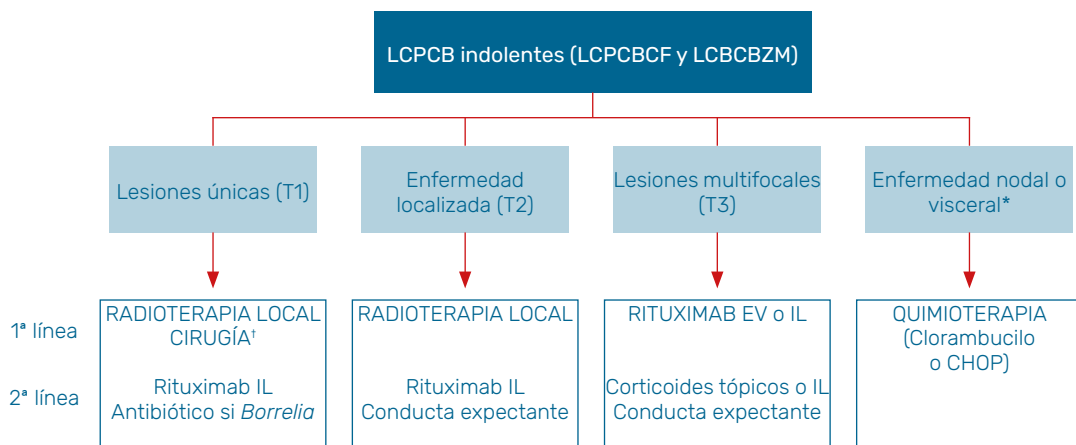 LCPCB indolentes (LCPCBCF y LCBCBZM)
Lesiones únicas (T1)
Enfermedad
localizada (T2)
Lesiones multifocales
(T3)
Enfermedad nodal o
visceral*
1ª línea
RADIOTERAPIA LOCAL
CIRUGÍA†
RADIOTERAPIA LOCAL
RITUXIMAB EV o IL
QUIMIOTERAPIA
(Clorambucilo
o CHOP)
2ª línea
Rituximab IL
Antibiótico si Borrelia
Rituximab IL
Conducta expectante
Corticoides tópicos o IL
Conducta expectante